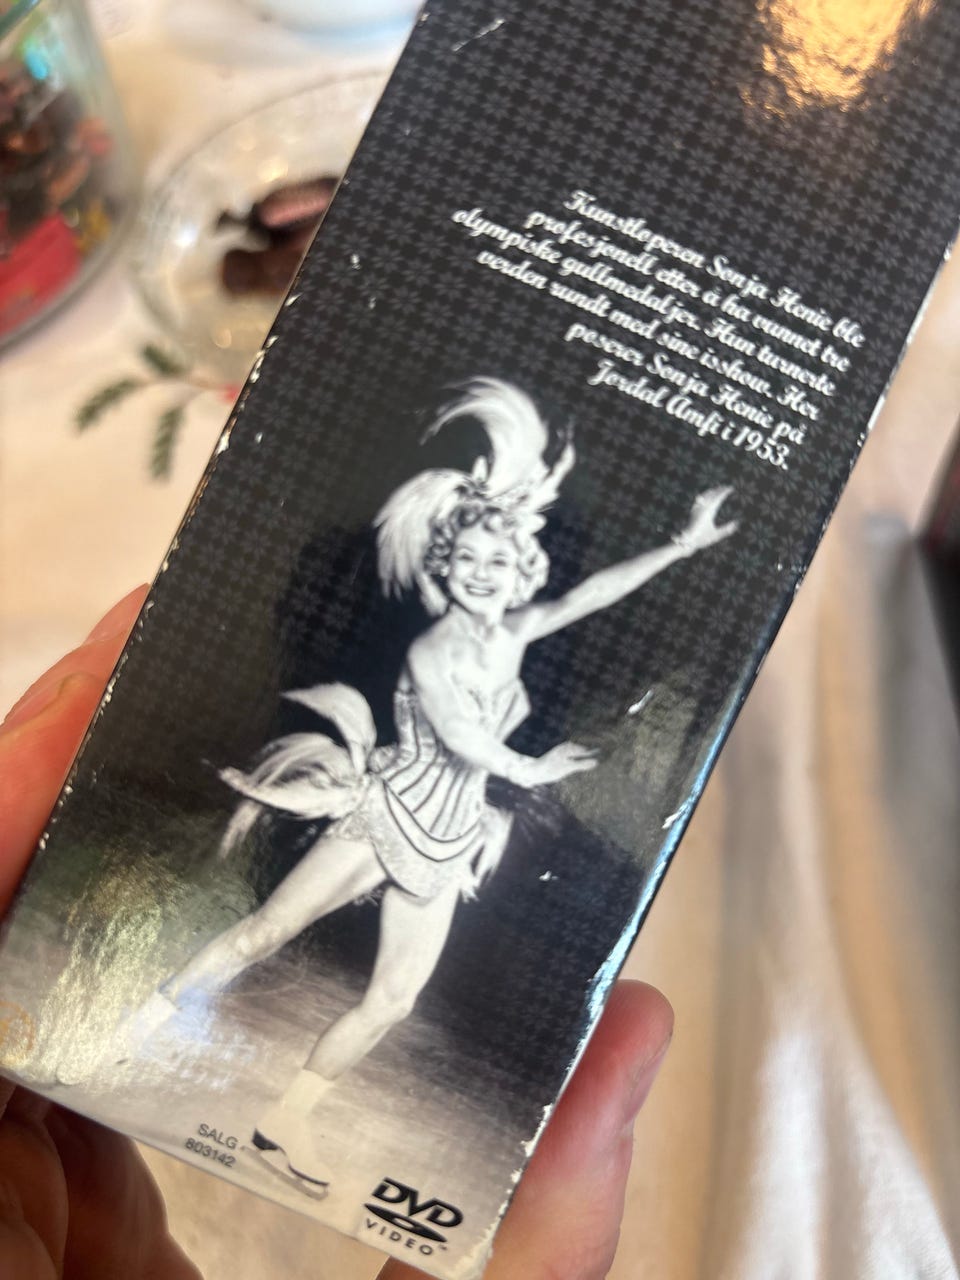 Kunstløperen Sonja Henie ble
profesjonell etter å ha vunnet tre
olympiske gullmedaljer. Hun turnerte
verden rundt med sine isshow. Her
poserer Sonja Henie på
Jordal Amfi i 1953.
SALG
803142
DVD
VIDEO™